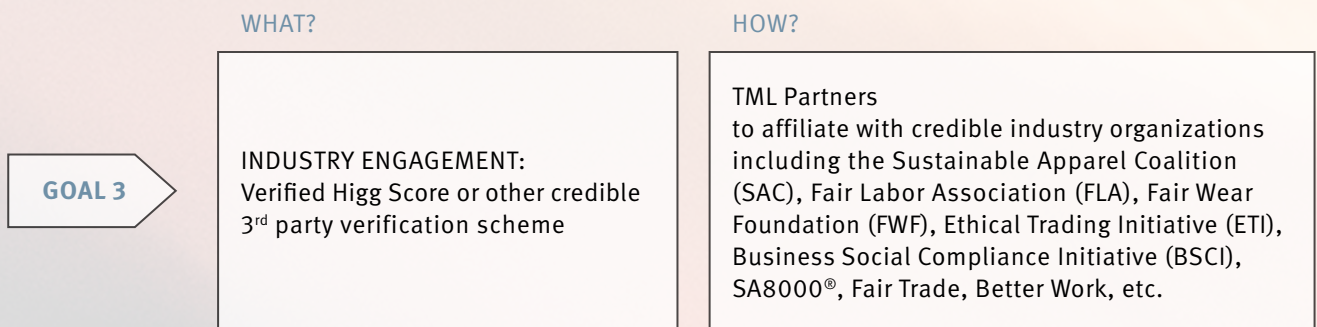 WHAT?
HOW?
GOAL 3
INDUSTRY ENGAGEMENT:
Verified Higg Score or other credible
3rd party verification scheme
TML Partners
to affiliate with credible industry organizations
including the Sustainable Apparel Coalition
(SAC), Fair Labor Association (FLA), Fair Wear
Foundation (FWF), Ethical Trading Initiative (ETI),
Business Social Compliance Initiative (BSCI),
SA8000®, Fair Trade, Better Work, etc.